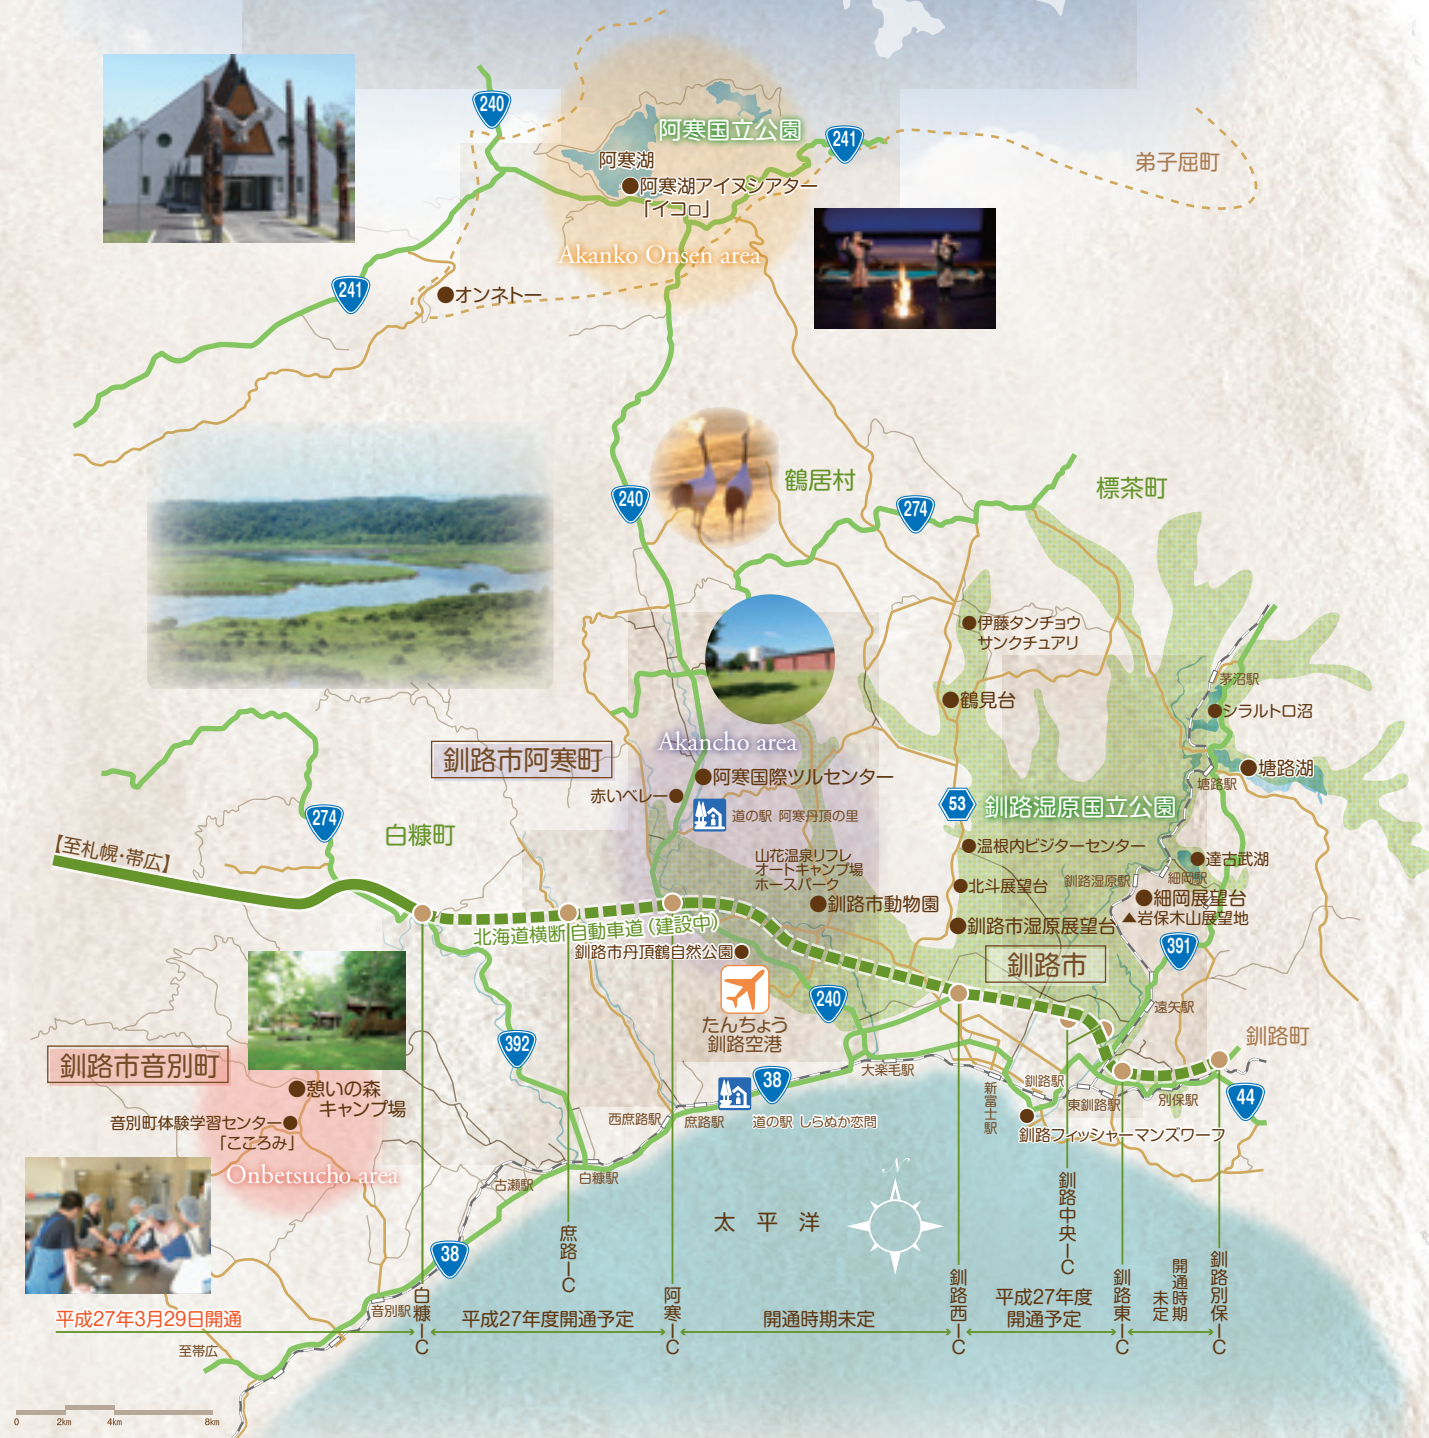 240
阿寒国立公園
241
阿寒湖
弟子屈町
阿寒湖アイヌシアター
「イコロ」
Akanko Onsen area
241
オンネトー
鶴居村
標茶町
240
274
伊藤タンチョウ
サンクチュアリ
茅沼駅
鶴見台
シラルトロ沼
Akancho area
釧路市阿寒町
阿寒国際ツルセンター
塘路湖
塘路駅
赤いベレー
道の駅 阿寒丹頂の里
53
釧路湿原国立公園
274
白糠町
【至札幌・帯広】
温根内ビジターセンター
山花温泉リフレ
オートキャンプ場
ホースパーク
達古武湖
北斗展望台
釧路湿原駅
細岡駅
釧路市動物園
細岡展望台
▲岩保木山展望地
釧路市湿原展望台
北海道横断自動車道（建設中）
釧路市丹頂鶴自然公園
釧路市
391
240
たんちょう
釧路空港
遠矢駅
392
釧路町
釧路市音別町
大楽毛駅
憩いの森
キャンプ場
38
新富士駅
釧路駅
東釧路駅
別保駅
44
音別町体験学習センター
「こころみ」
西庶路駅
庶路駅
道の駅 しらぬか恋問
釧路フィッシャーマンズワーフ
Onbetsucho area
古瀬駅
白糠駅
太平洋
N
38
庶路IC
釧路中央IC
白糠IC
阿寒IC
釧路西IC
釧路東IC
釧路別保IC
音別駅
平成27年3月29日開通
平成27年度開通予定
開通時期未定
平成27年度
開通予定
開通時期
未定
至帯広
0 2km 4km 8km